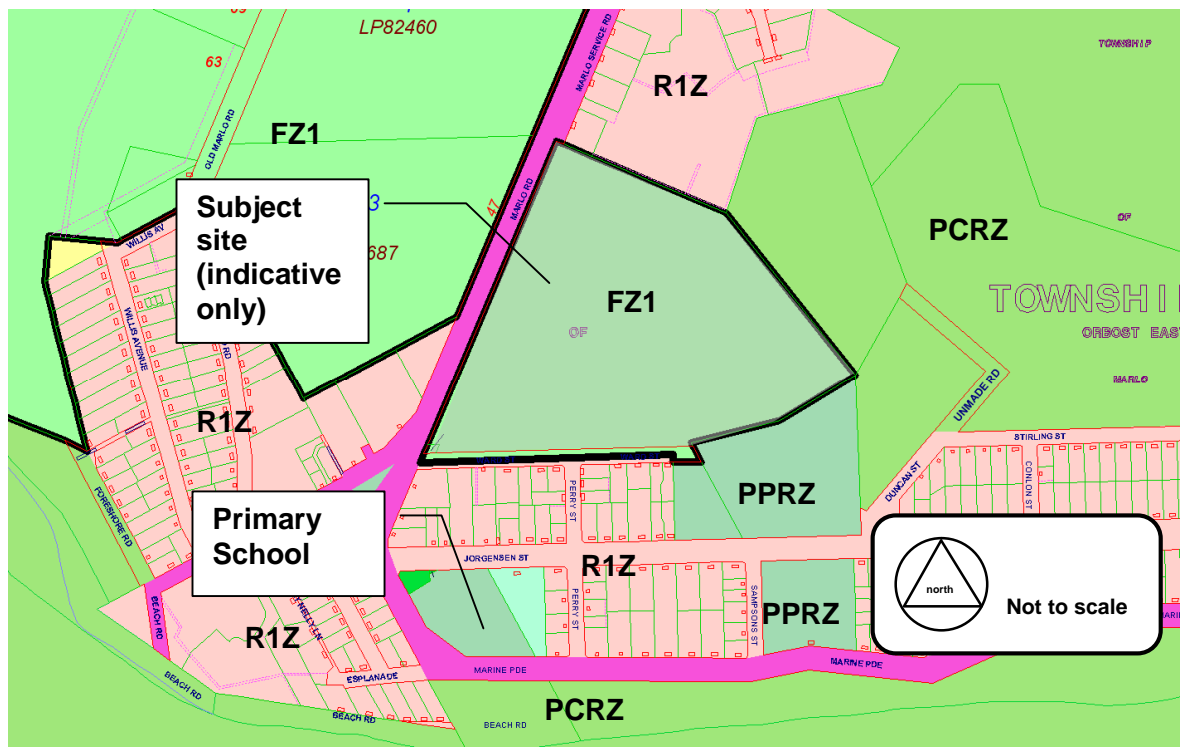 LP82460
63
OLD MARLO RD
FZ1
MARLO SERVICE RD
R1Z
TOWNSHIP
Subject
site
(indicative
only)
3
687
47
MARLO RD
WILLIS AV
WILLIS AVENUE
RD
FZ1
OF
PCRZ
OF
TOWNSHIP
ORBOST EAST
MARLO
UNMADE RD
R1Z
FORESHORE RD
STIRLING ST
DUNCAN ST
CONLON ST
PERRY ST
PPRZ
Primary
School
JORGENSEN ST
R1Z
PERRY ST
SAMPSONS ST
PPRZ
north
Not to scale
BEACH RD
R1Z
ESPLANADE
MARINE PDE
MARINE PDE
BEACH RD
BEACH RD
PCRZ
BEACH RD